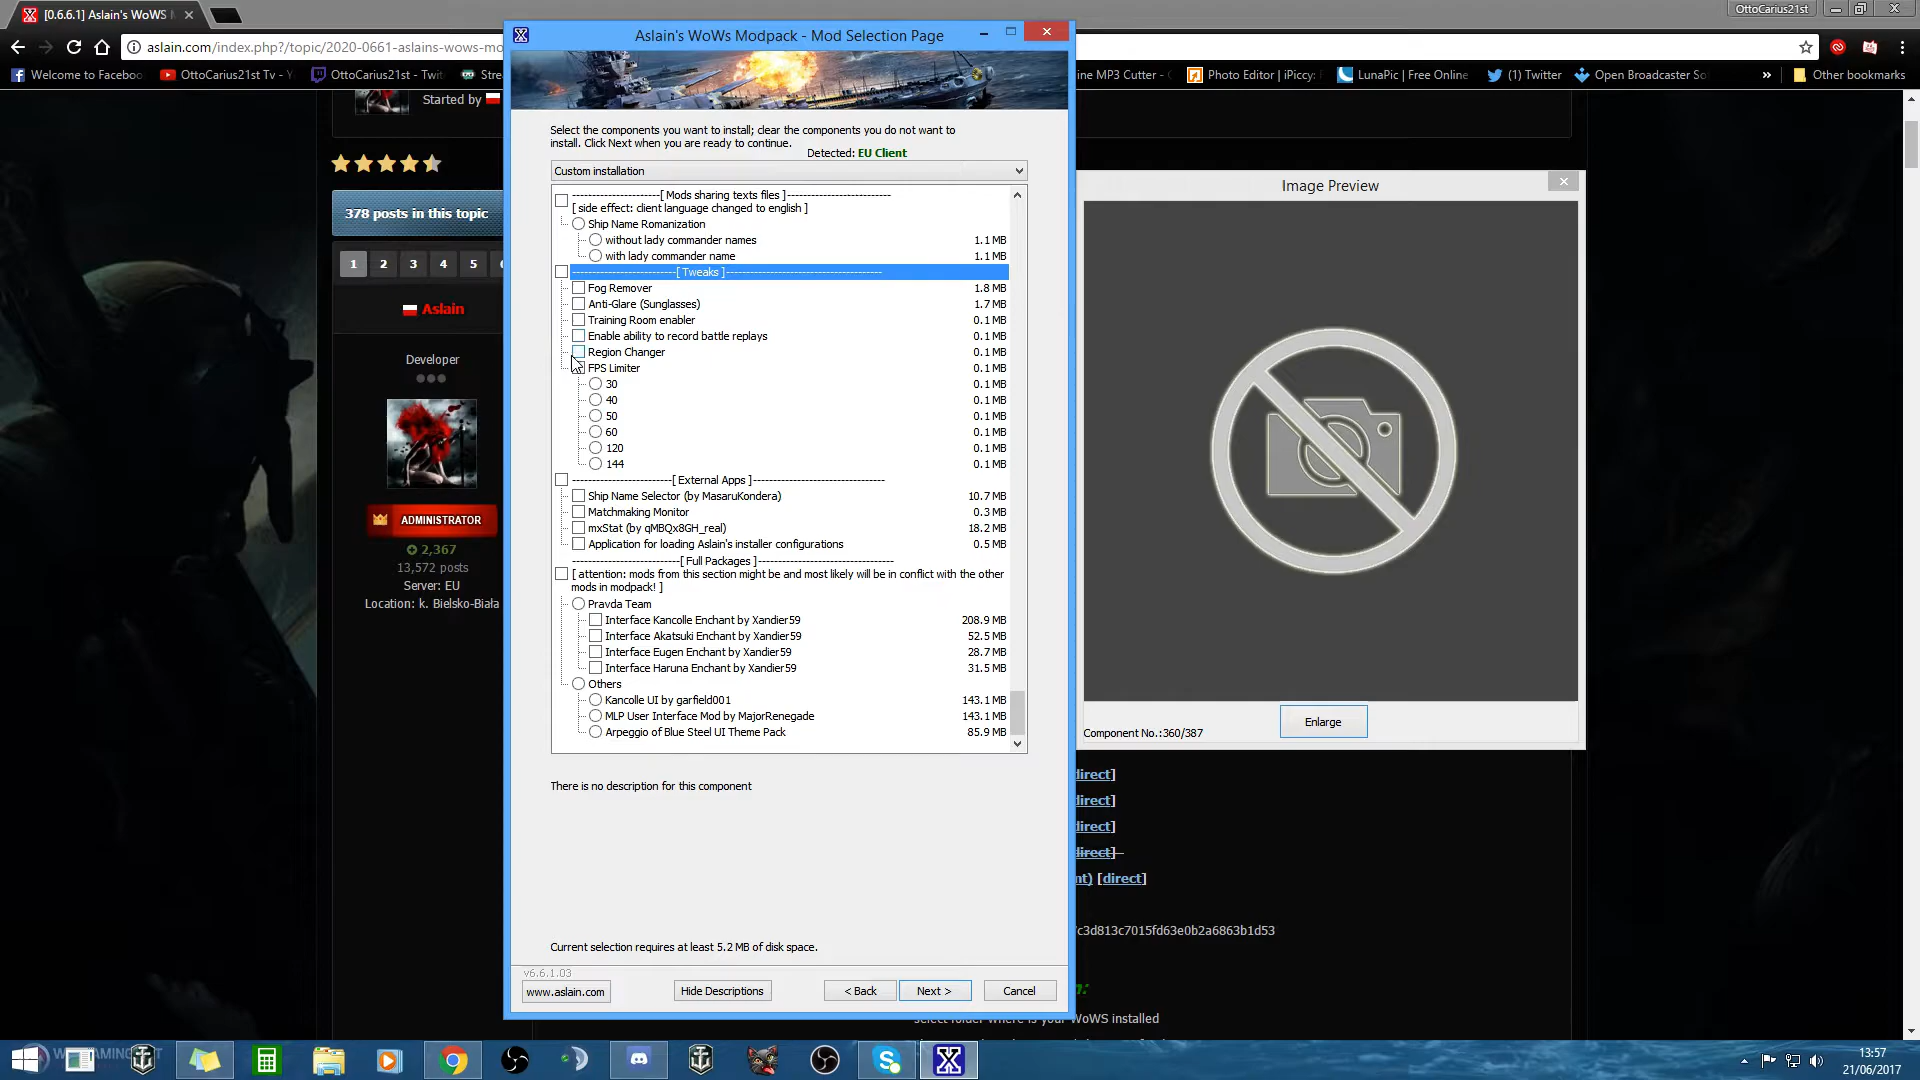 [0.6.6.1] Aslain's WoWS
OttoCarius21st
aslain.com/index.php?/topic/2020-0661-aslains-wows-mo
Welcome to Faceboo
OttoCarius21st Tv - Y
OttoCarius21st - Twit
Stre
ne MP3 Cutter -
Photo Editor | iPiccy:
LunaPic | Free Online
(1) Twitter
Open Broadcaster So
»
Other bookmarks
Started by
378 posts in this topic
1 2 3 4 5
Aslain
Developer
ADMINISTRATOR
2,367
13,572 posts
Server: EU
Location: k. Bielsko-Biała
Aslain's WoWs Modpack - Mod Selection Page
Select the components you want to install; clear the components you do not want to
install. Click Next when you are ready to continue.
Detected: EU Client
Custom installation
----------------------[ Mods sharing texts files ]--------------------------
[ side effect: client language changed to english ]
Ship Name Romanization
without lady commander names 1.1 MB
with lady commander name 1.1 MB
--------------------------[ Tweaks ]---------------------------------------
Fog Remover 1.8 MB
Anti-Glare (Sunglasses) 1.7 MB
Training Room enabler 0.1 MB
Enable ability to record battle replays 0.1 MB
Region Changer 0.1 MB
FPS Limiter 0.1 MB
30 0.1 MB
40 0.1 MB
50 0.1 MB
60 0.1 MB
120 0.1 MB
144 0.1 MB
-------------------------[ External Apps ]---------------------------------
Ship Name Selector (by MasaruKondera) 10.7 MB
Matchmaking Monitor 0.3 MB
mxStat (by qMBQx8GH_real) 18.2 MB
Application for loading Aslain's installer configurations 0.5 MB
---------------------------[ Full Packages ]----------------------------------
[ attention: mods from this section might be and most likely will be in conflict with the other
mods in modpack! ]
Pravda Team
Interface Kancolle Enchant by Xandier59 208.9 MB
Interface Akatsuki Enchant by Xandier59 52.5 MB
Interface Eugen Enchant by Xandier59 28.7 MB
Interface Haruna Enchant by Xandier59 31.5 MB
Others
Kancolle UI by garfield001 143.1 MB
MLP User Interface Mod by MajorRenegade 143.1 MB
Arpeggio of Blue Steel UI Theme Pack 85.9 MB
There is no description for this component
Current selection requires at least 5.2 MB of disk space.
v6.6.1.03
www.aslain.com
Hide Descriptions
< Back
Next >
Cancel
Image Preview
Enlarge
Component No.:360/387
direct]
direct]
direct]
direct]
nt) [direct]
c3d813c7015fd63e0b2a6863b1d53
select folder where is your WoWS installed
13:57
21/06/2017